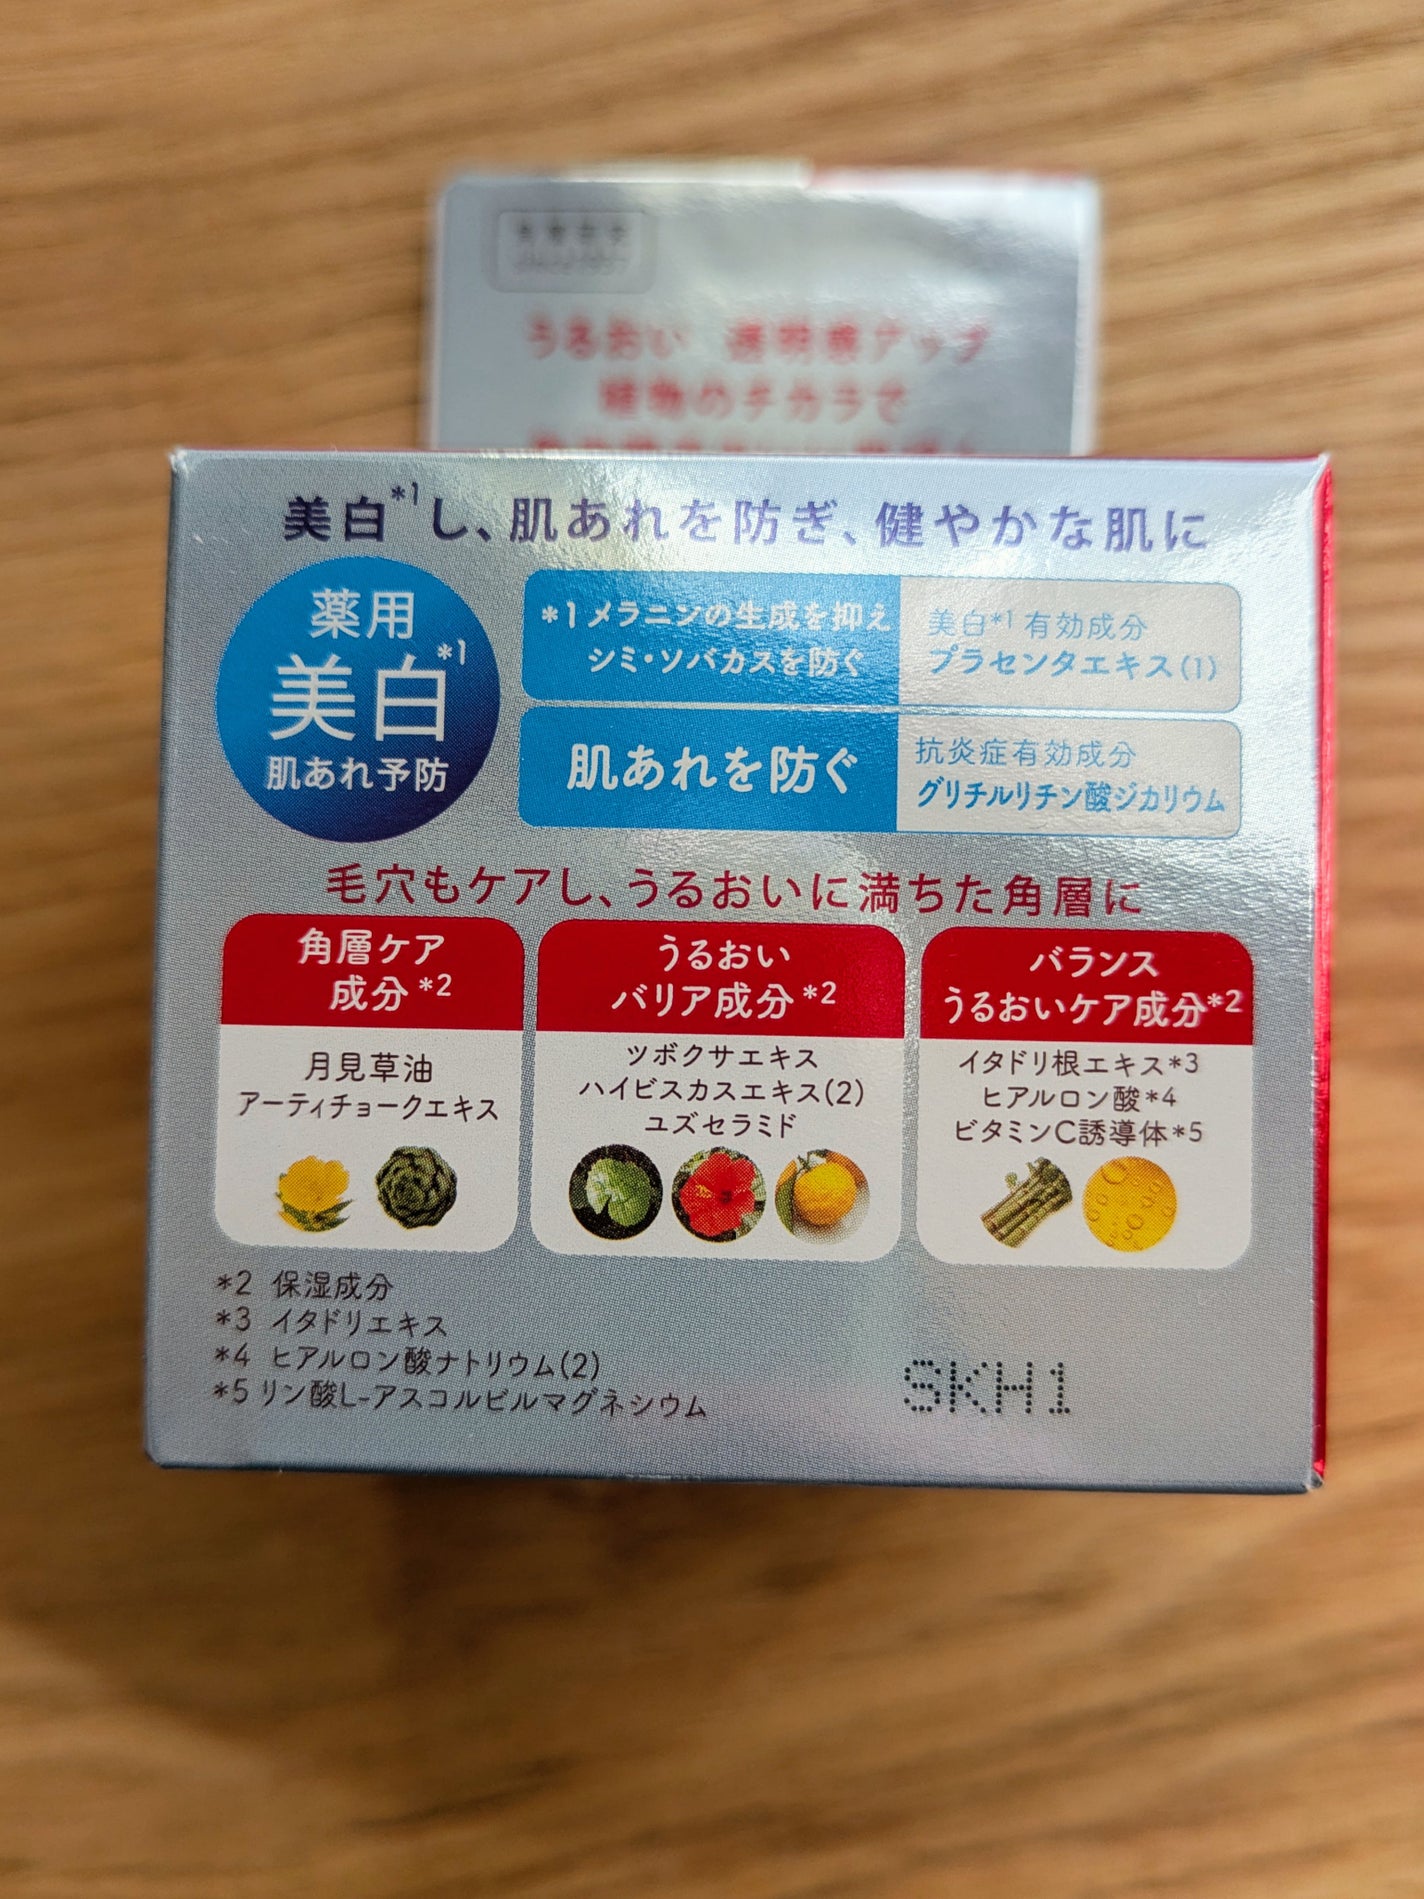 うるおい 透明感アップ
植物のチカラで
美白*1し、肌あれを防ぎ、健やかな肌に
薬用
美白*1
肌あれ予防
*1メラニンの生成を抑え
シミ・ソバカスを防ぐ
美白*1有効成分
プラセンタエキス(1)
肌あれを防ぐ
抗炎症有効成分
グリチルリチン酸ジカリウム
毛穴もケアし、うるおいに満ちた角層に
角層ケア
成分*2
月見草油
アーティチョークエキス
うるおい
バリア成分*2
ツボクサエキス
ハイビスカスエキス(2)
ユズセラミド
バランス
うるおいケア成分*2
イタドリ根エキス*3
ヒアルロン酸*4
ビタミンC誘導体*5
*2 保湿成分
*3 イタドリエキス
*4 ヒアルロン酸ナトリウム(2)
*5 リン酸L-アスコルビルマグネシウム
SKH1